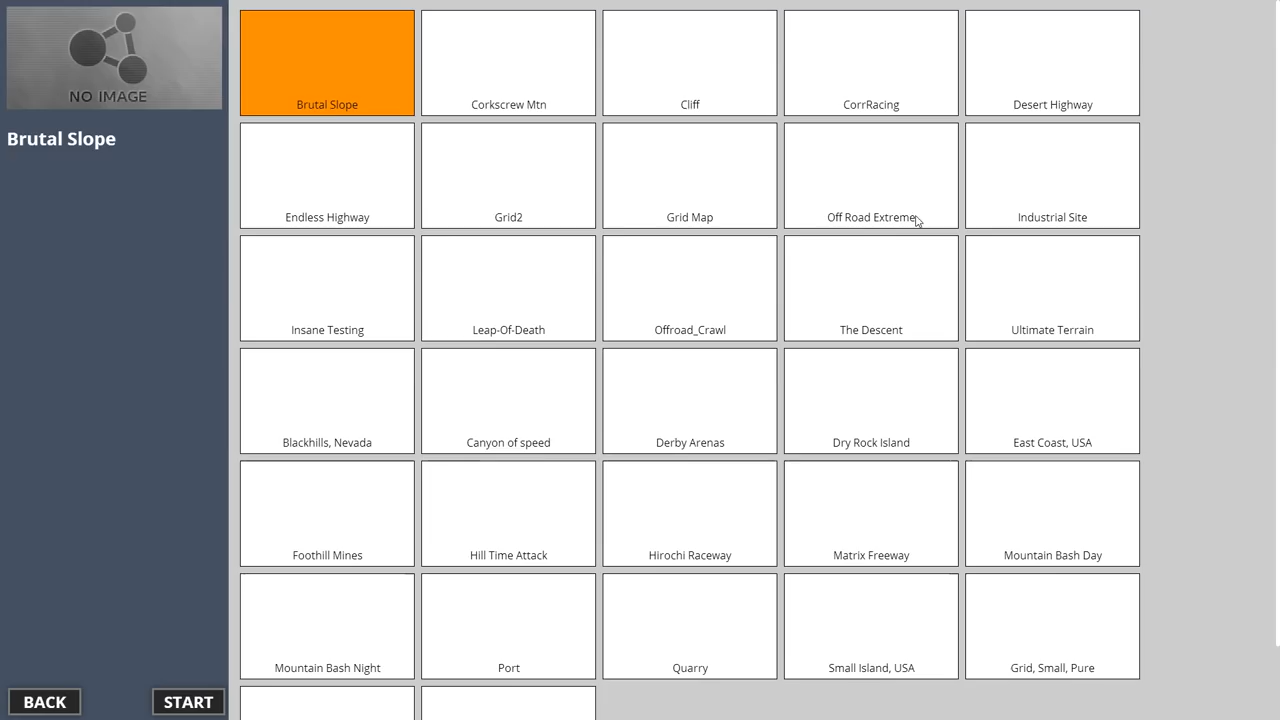 NO IMAGE
Brutal Slope
Brutal Slope
Corkscrew Mtn
Cliff
CorrRacing
Desert Highway
Endless Highway
Grid2
Grid Map
Off Road Extreme
Industrial Site
Insane Testing
Leap-Of-Death
Offroad_Crawl
The Descent
Ultimate Terrain
Blackhills, Nevada
Canyon of speed
Derby Arenas
Dry Rock Island
East Coast, USA
Foothill Mines
Hill Time Attack
Hirochi Raceway
Matrix Freeway
Mountain Bash Day
Mountain Bash Night
Port
Quarry
Small Island, USA
Grid, Small, Pure
BACK
START